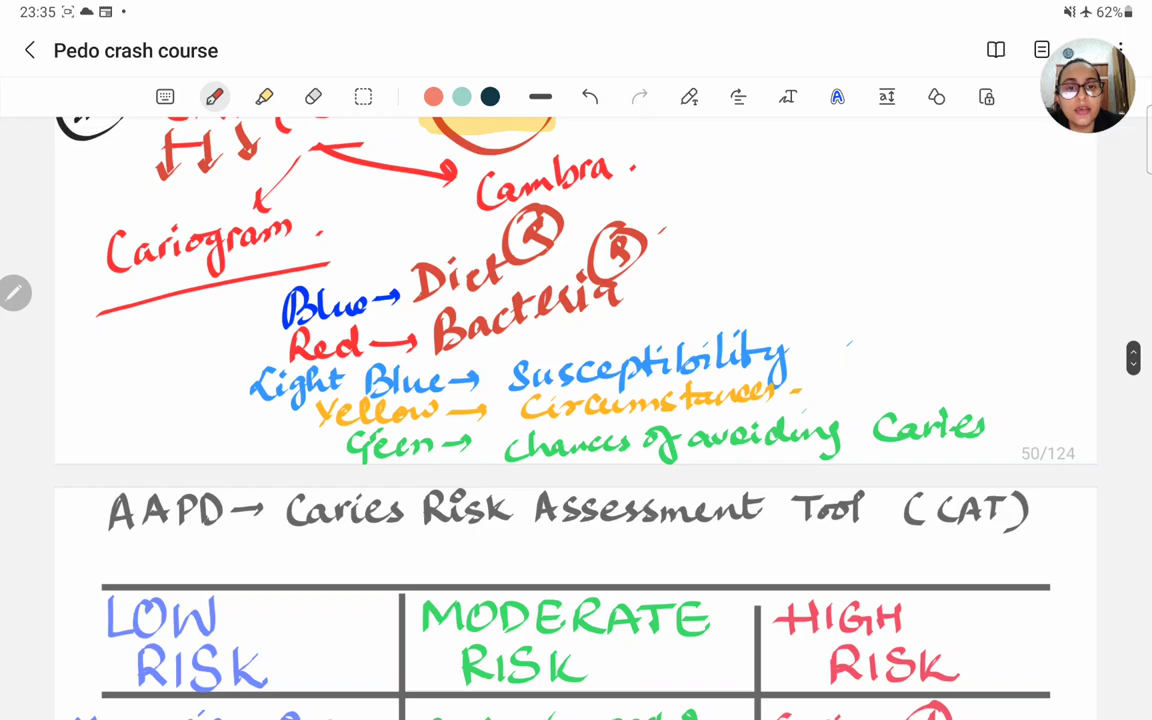 23:35 62%
Pedo crash course
Cambra.
Cariogram.
Blue → Diet R
Red → Bacteria R
Light Blue → Susceptibility
Yellow → Circumstances
Green → Chances of avoiding Caries
50/124
AAPD → Caries Risk Assessment Tool (CAT)
LOW RISK
MODERATE RISK
HIGH RISK